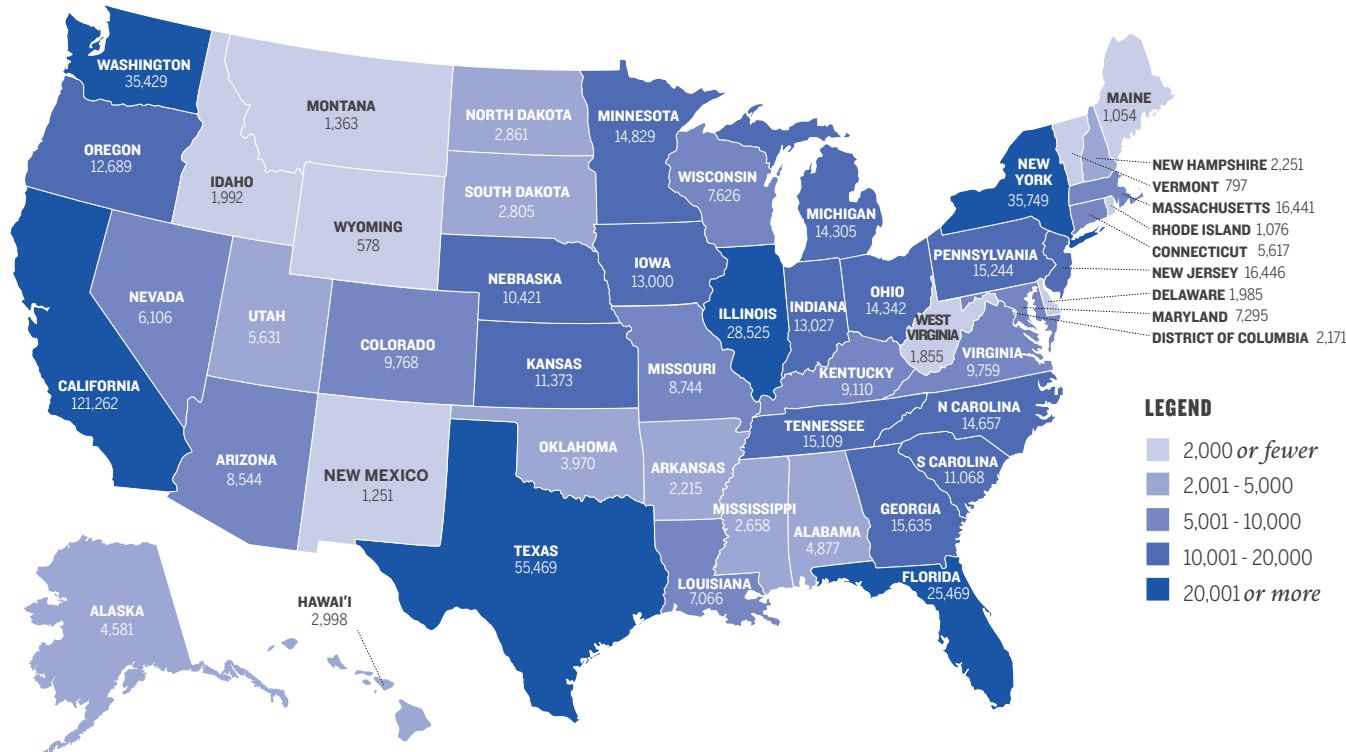 WASHINGTON
35,429
OREGON
12,689
CALIFORNIA
121,262
NEVADA
6,106
IDAHO
1,992
MONTANA
1,363
WYOMING
578
UTAH
5,631
COLORADO
9,768
ARIZONA
8,544
NEW MEXICO
1,251
NORTH DAKOTA
2,861
SOUTH DAKOTA
2,805
NEBRASKA
10,421
KANSAS
11,373
OKLAHOMA
3,970
TEXAS
55,469
MINNESOTA
14,829
IOWA
13,000
MISSOURI
8,744
ARKANSAS
2,215
LOUISIANA
7,066
WISCONSIN
7,626
ILLINOIS
28,525
MICHIGAN
14,305
INDIANA
13,027
OHIO
14,342
KENTUCKY
9,110
TENNESSEE
15,109
MISSISSIPPI
2,658
ALABAMA
4,877
GEORGIA
15,635
FLORIDA
25,469
S CAROLINA
11,068
N CAROLINA
14,657
VIRGINIA
9,759
WEST
VIRGINIA
1,855
PENNSYLVANIA
15,244
NEW
YORK
35,749
MAINE
1,054
NEW HAMPSHIRE 2,251
VERMONT 797
MASSACHUSETTS 16,441
RHODE ISLAND 1,076
CONNECTICUT 5,617
NEW JERSEY 16,446
DELAWARE 1,985
MARYLAND 7,295
DISTRICT OF COLUMBIA 2,171
ALASKA
4,581
HAWAI'I
2,998
LEGEND
2,000 or fewer
2,001 - 5,000
5,001 - 10,000
10,001 - 20,000
20,001 or more